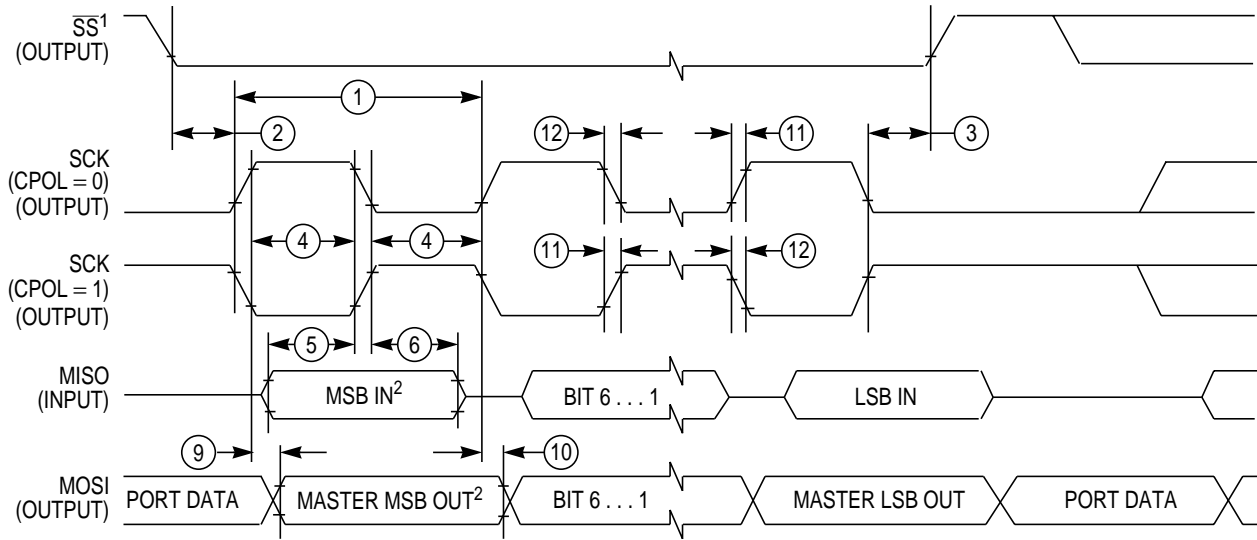 SS¹
(OUTPUT)
1
2
12
11
3
SCK
(CPOL = 0)
(OUTPUT)
4
4
11
12
SCK
(CPOL = 1)
(OUTPUT)
5
6
MISO
(INPUT)
MSB IN²
BIT 6 . . . 1
LSB IN
9
10
MOSI
(OUTPUT)
PORT DATA
MASTER MSB OUT²
BIT 6 . . . 1
MASTER LSB OUT
PORT DATA